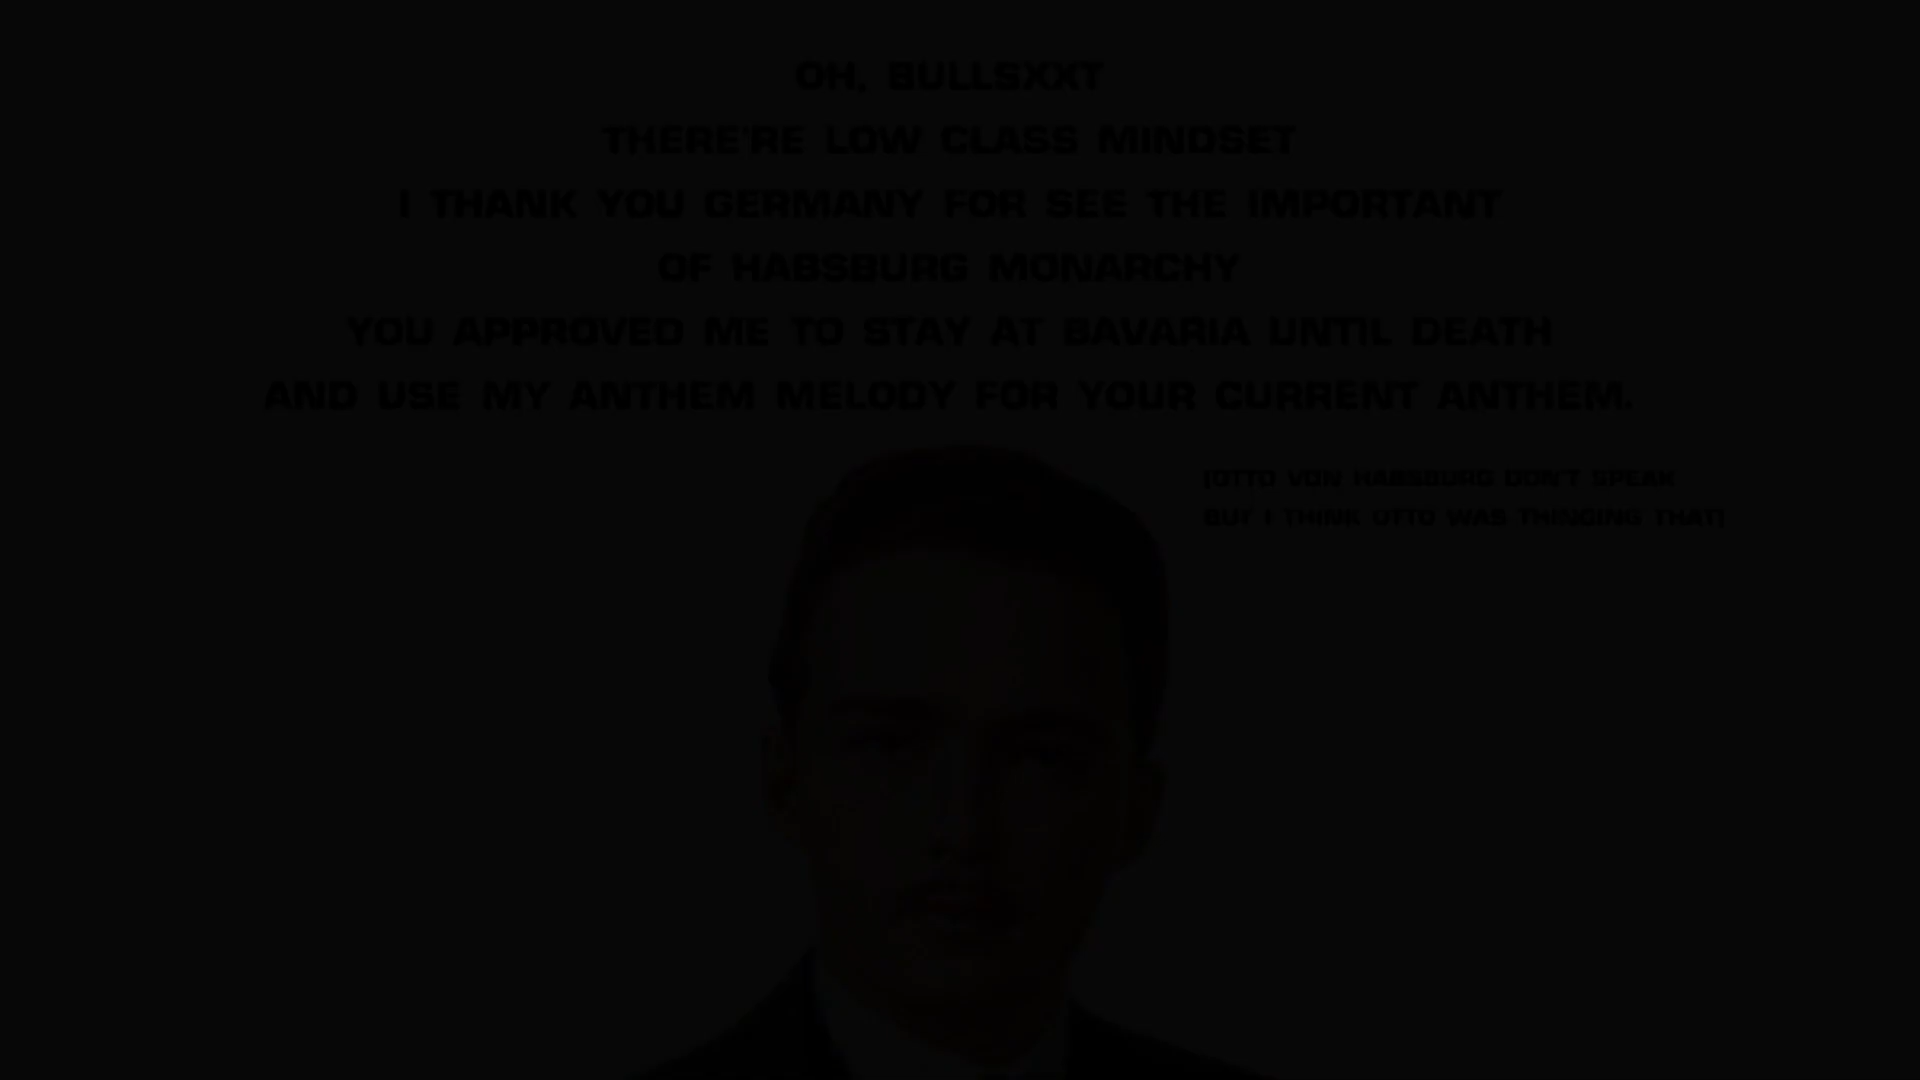 OH, BULLSXXT
THERE'RE LOW CLASS MINDSET
I THANK YOU GERMANY FOR SEE THE IMPORTANT
OF HABSBURG MONARCHY
YOU APPROVED ME TO STAY AT BAVARIA UNTIL DEATH
AND USE MY ANTHEM MELODY FOR YOUR CURRENT ANTHEM.
(OTTO VON HABSBURG DON'T SPEAK
BUT I THINK OTTO WAS THINGING THAT)